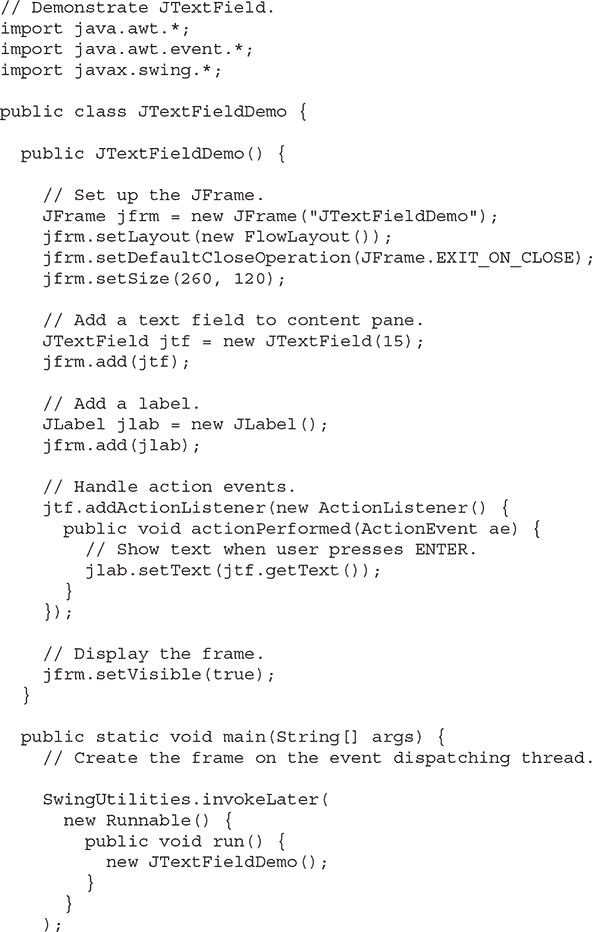 // Demonstrate JTextField.
import java.awt.*;
import java.awt.event.*;
import javax.swing.*;

public class JTextFieldDemo {

  public JTextFieldDemo() {

    // Set up the JFrame.
    JFrame jfrm = new JFrame("JTextFieldDemo");
    jfrm.setLayout(new FlowLayout());
    jfrm.setDefaultCloseOperation(JFrame.EXIT_ON_CLOSE);
    jfrm.setSize(260, 120);

    // Add a text field to content pane.
    JTextField jtf = new JTextField(15);
    jfrm.add(jtf);

    // Add a label.
    JLabel jlab = new JLabel();
    jfrm.add(jlab);

    // Handle action events.
    jtf.addActionListener(new ActionListener() {
      public void actionPerformed(ActionEvent ae) {
        // Show text when user presses ENTER.
        jlab.setText(jtf.getText());
      }
    });

    // Display the frame.
    jfrm.setVisible(true);
  }

  public static void main(String[] args) {
    // Create the frame on the event dispatching thread.

    SwingUtilities.invokeLater(
      new Runnable() {
        public void run() {
          new JTextFieldDemo();
        }
      }
    );